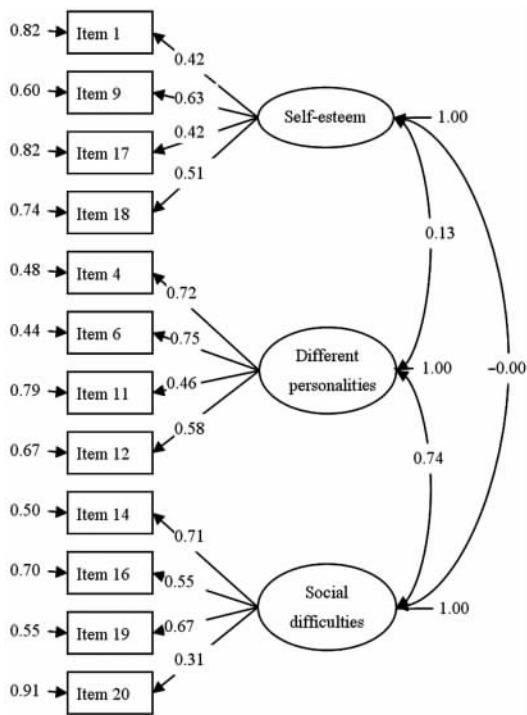 0.82 Item 1
0.42
0.60 Item 9
0.63
Self-esteem 1.00
0.82 Item 17
0.42
0.51
0.74 Item 18
0.13
0.48 Item 4
0.72
0.44 Item 6
0.75
Different
personalities
1.00 −0.00
0.79 Item 11
0.46
0.58
0.67 Item 12
0.74
0.50 Item 14
0.71
0.70 Item 16
0.55
Social
difficulties
1.00
0.55 Item 19
0.67
0.31
0.91 Item 20